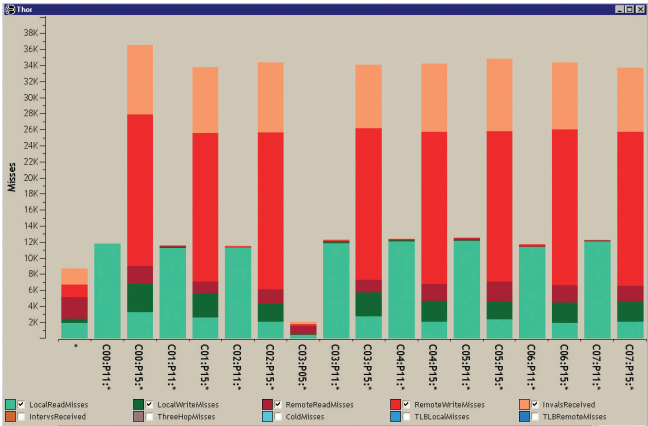 Thor
38K
36K
34K
32K
30K
28K
26K
24K
22K
20K
18K
16K
14K
12K
10K
8K
6K
4K
2K
Misses
*
C00:P11:*
C00:P15:*
C01:P11:*
C01:P15:*
C02:P11:*
C02:P15:*
C03:P05:*
C03:P11:*
C03:P15:*
C04:P11:*
C04:P15:*
C05:P11:*
C05:P15:*
C06:P11:*
C06:P15:*
C07:P11:*
C07:P15:*
LocalReadMisses LocalWriteMisses RemoteReadMisses RemoteWriteMisses InvalsReceived
IntervsReceived ThreeHopMisses ColdMisses TLBLocalMisses TLBRemoteMisses